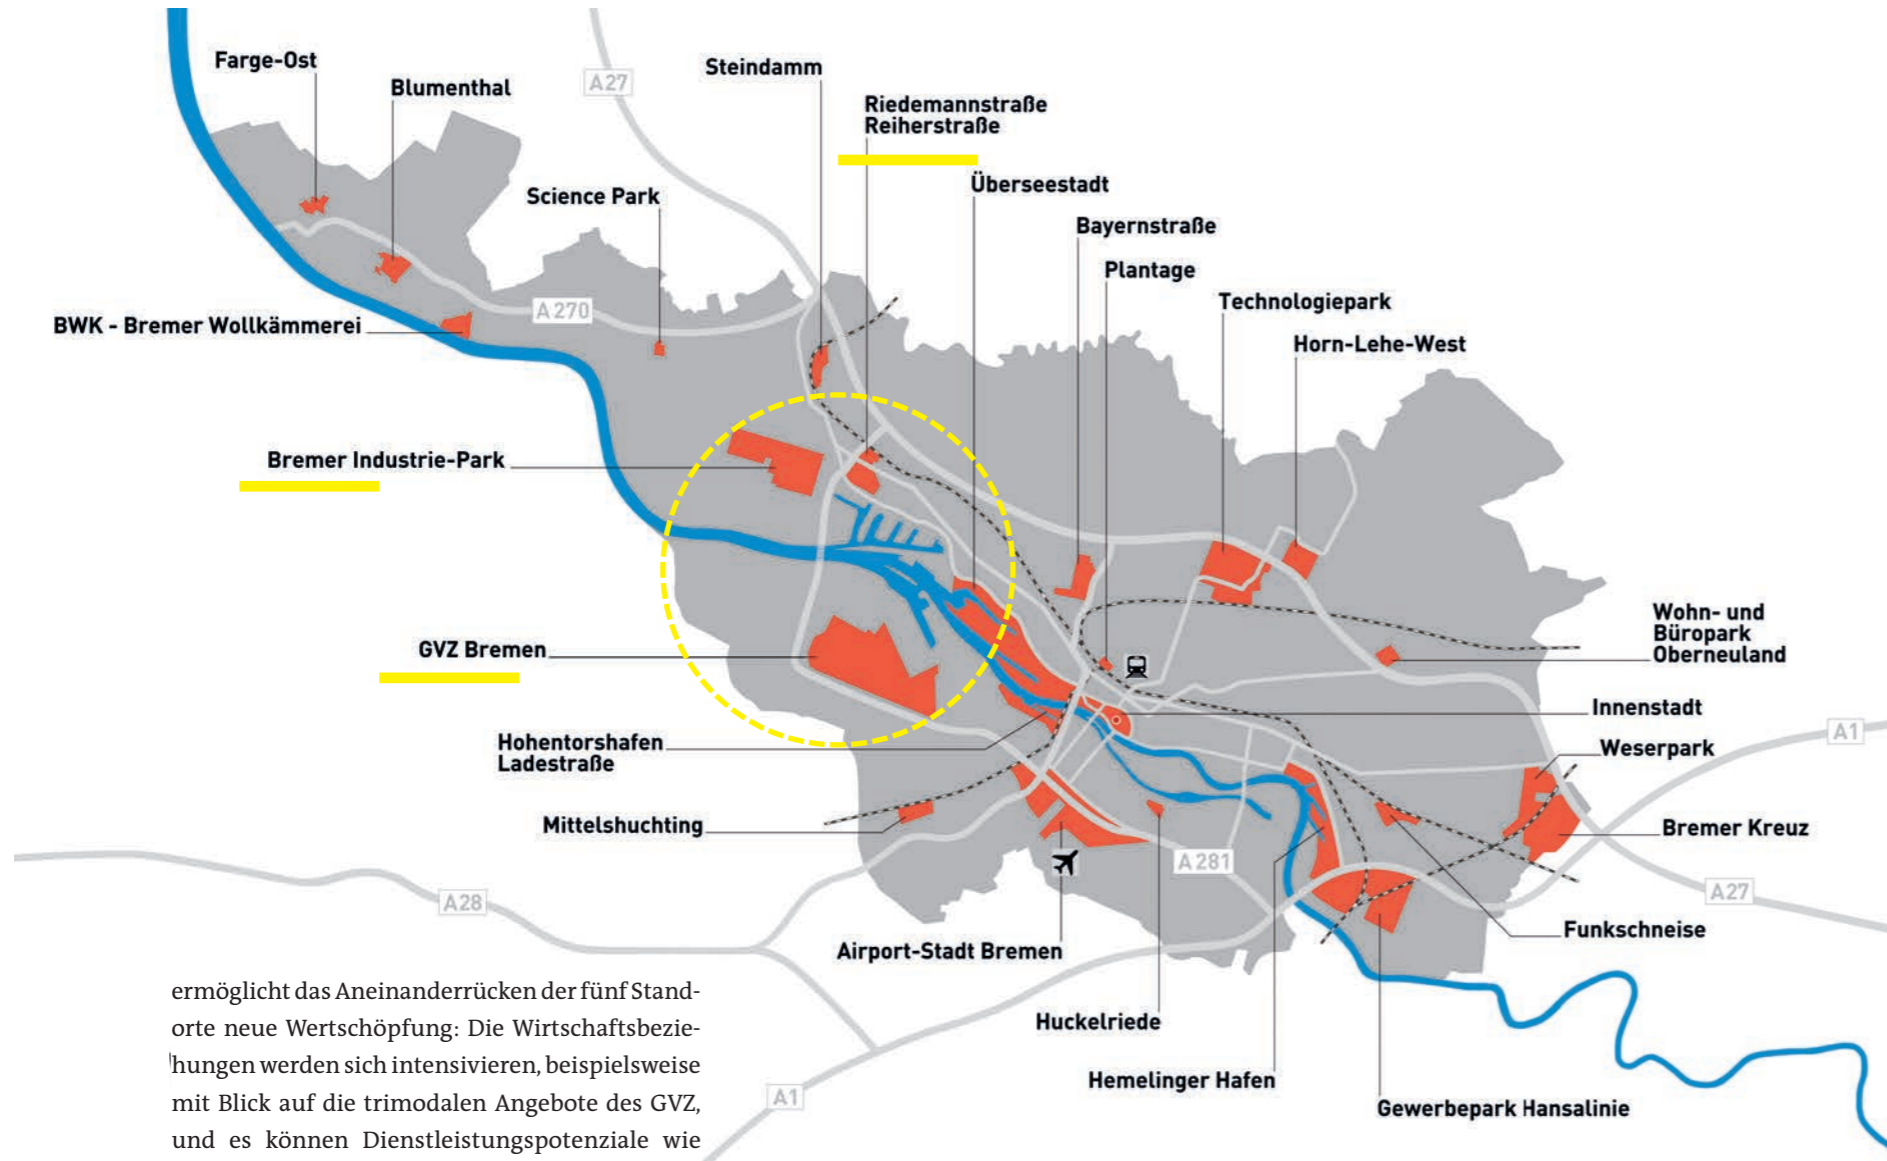 Farge-Ost
Blumenthal
A27
Steindamm
Riedemannstraße
Reiherstraße
Science Park
Überseestadt
Bayernstraße
Plantage
Technologiepark
Horn-Lehe-West
A 270
BWK - Bremer Wollkämmerei
Bremer Industrie-Park
GVZ Bremen
Wohn- und
Büropark
Oberneuland
Innenstadt
Hohentorshafen
Ladestraße
Weserpark
A1
Mittelshuchting
Bremer Kreuz
A 281
A28
A27
Funkschneise
Airport-Stadt Bremen
Huckelriede
Hemelinger Hafen
Gewerbepark Hansalinie
A1
ermöglicht das Aneinanderrücken der fünf Stand-
orte neue Wertschöpfung: Die Wirtschaftsbezie-
hungen werden sich intensivieren, beispielsweise
mit Blick auf die trimodalen Angebote des GVZ,
und es können Dienstleistungspotenziale wie